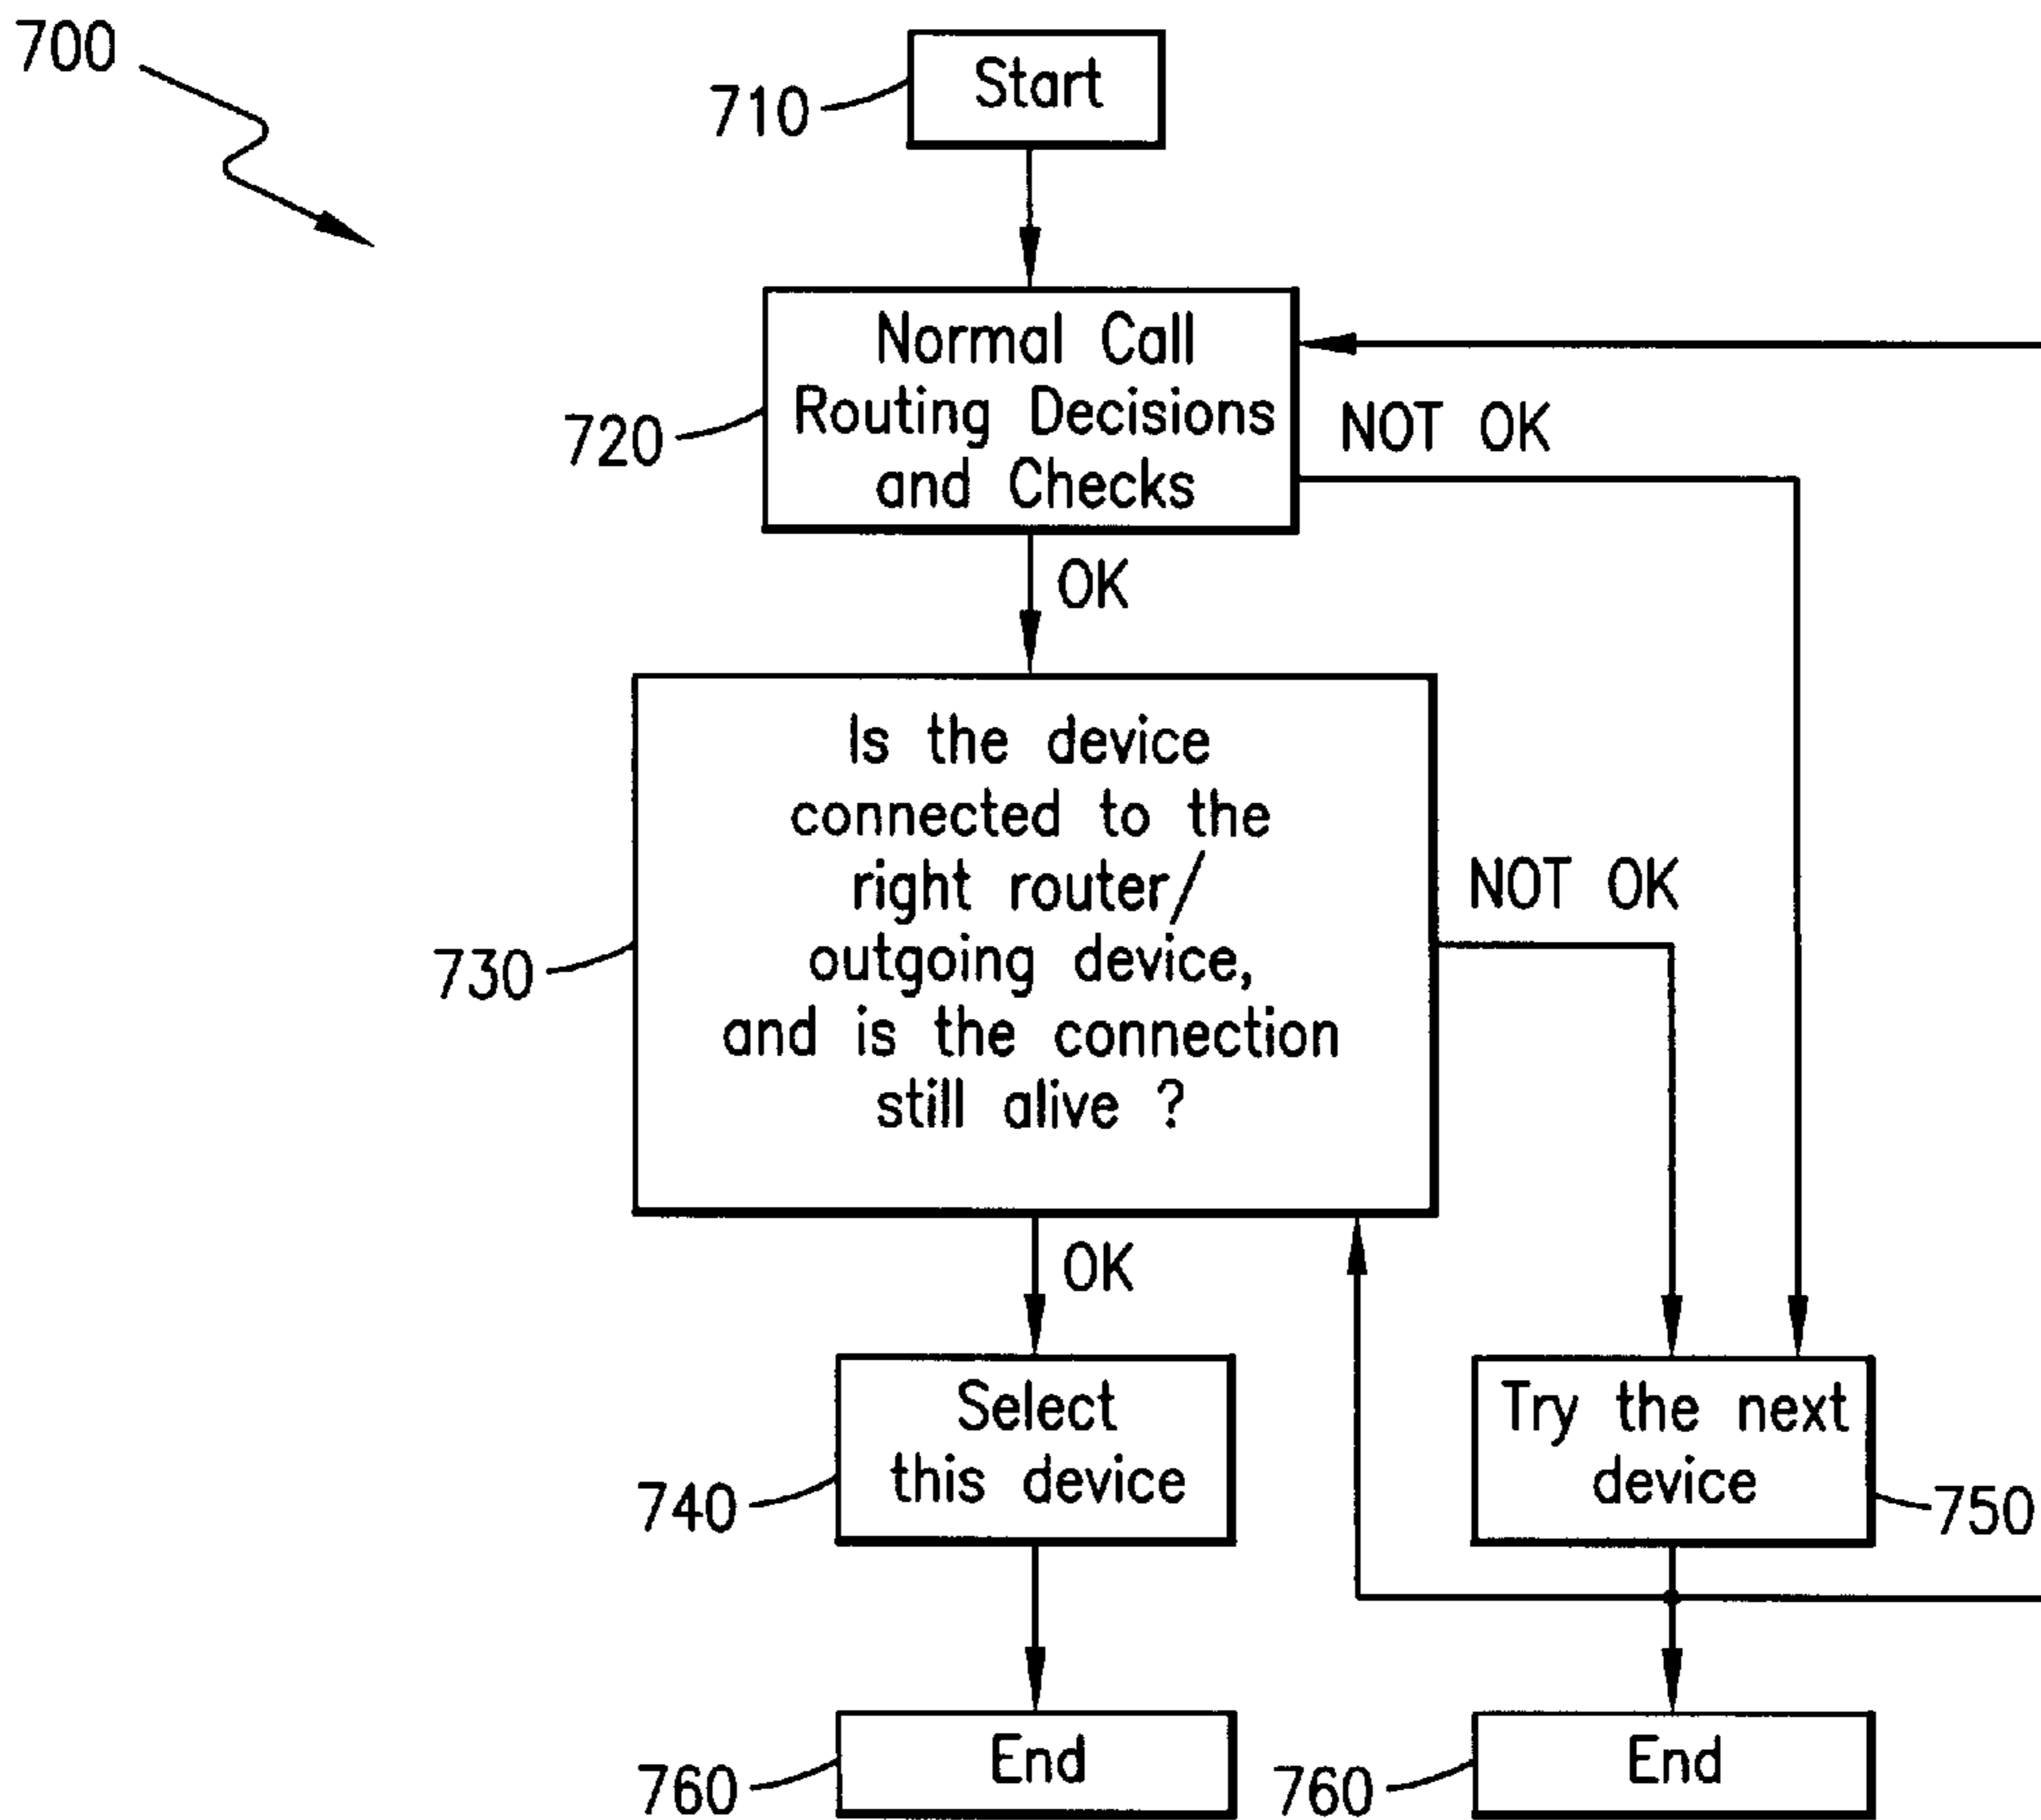 700
Start
710
Normal Call
Routing Decisions
and Checks
720
NOT OK
OK
Is the device
connected to the
right router/
outgoing device,
and is the connection
still alive ?
730
NOT OK
OK
Select
this device
740
Try the next
device
750
End
760
End
760